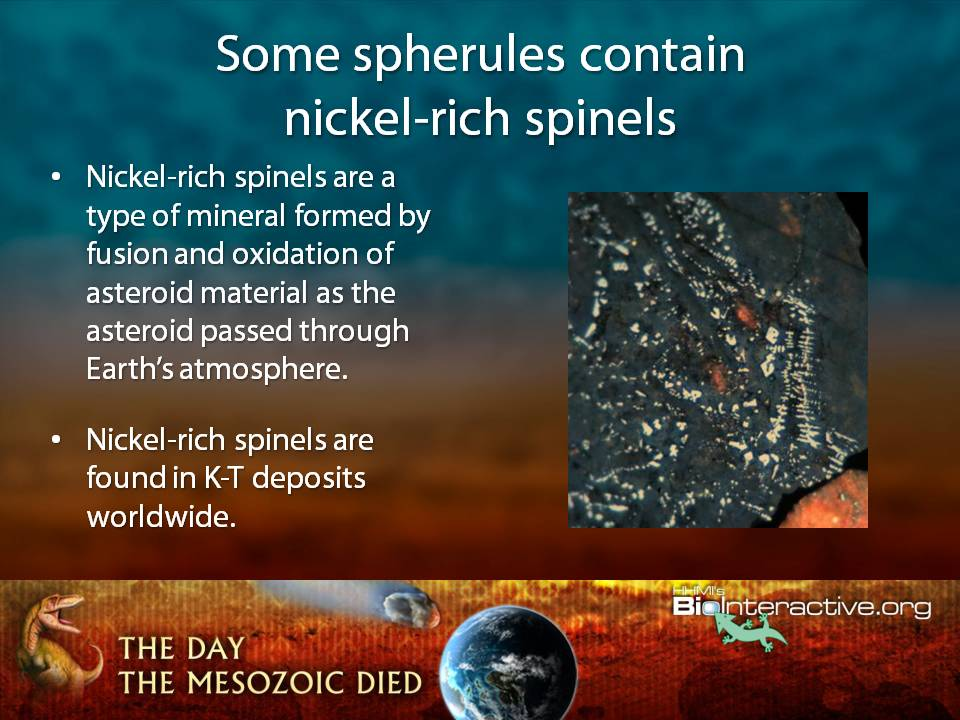 Some spherules contain
nickel-rich spinels
• Nickel-rich spinels are a
type of mineral formed by
fusion and oxidation of
asteroid material as the
asteroid passed through
Earth's atmosphere.
• Nickel-rich spinels are
found in K-T deposits
worldwide.
HHMI's
BioInteractive.org
THE DAY
THE MESOZOIC DIED